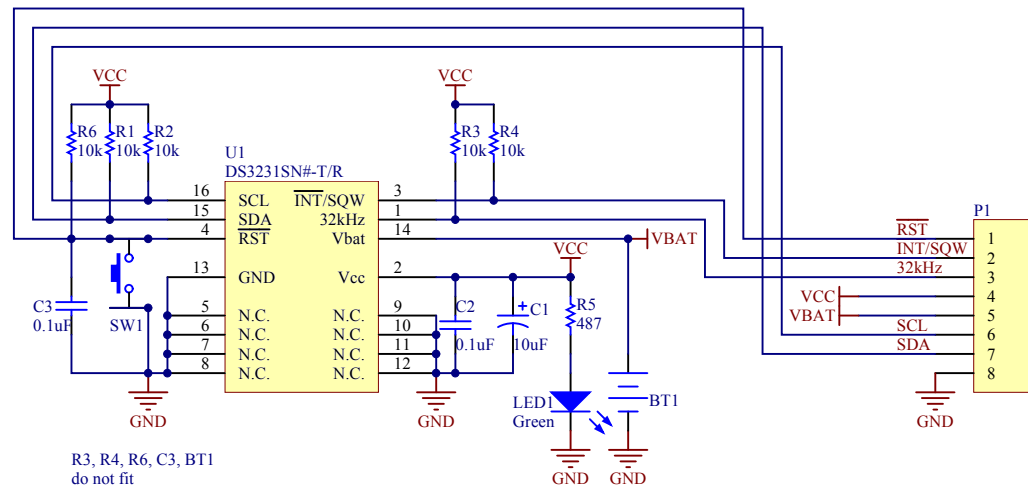 VCC
R6
10k
R1
10k
R2
10k
VCC
R3
10k
R4
10k
U1
DS3231SN#-T/R
16
SCL
15
SDA
4
RST
13
GND
5
N.C.
6
N.C.
7
N.C.
8
N.C.
INT/SQW
3
32kHz
1
Vbat
14
Vcc
2
N.C.
9
N.C.
10
N.C.
11
N.C.
12
C3
0.1uF
SW1
GND
C2
0.1uF
+
C1
10uF
GND
VCC
R5
487
LED1
Green
GND
VBAT
BT1
GND
P1
RST
1
INT/SQW
2
32kHz
3
VCC
4
VBAT
5
SCL
6
SDA
7
8
GND
R3, R4, R6, C3, BT1
do not fit